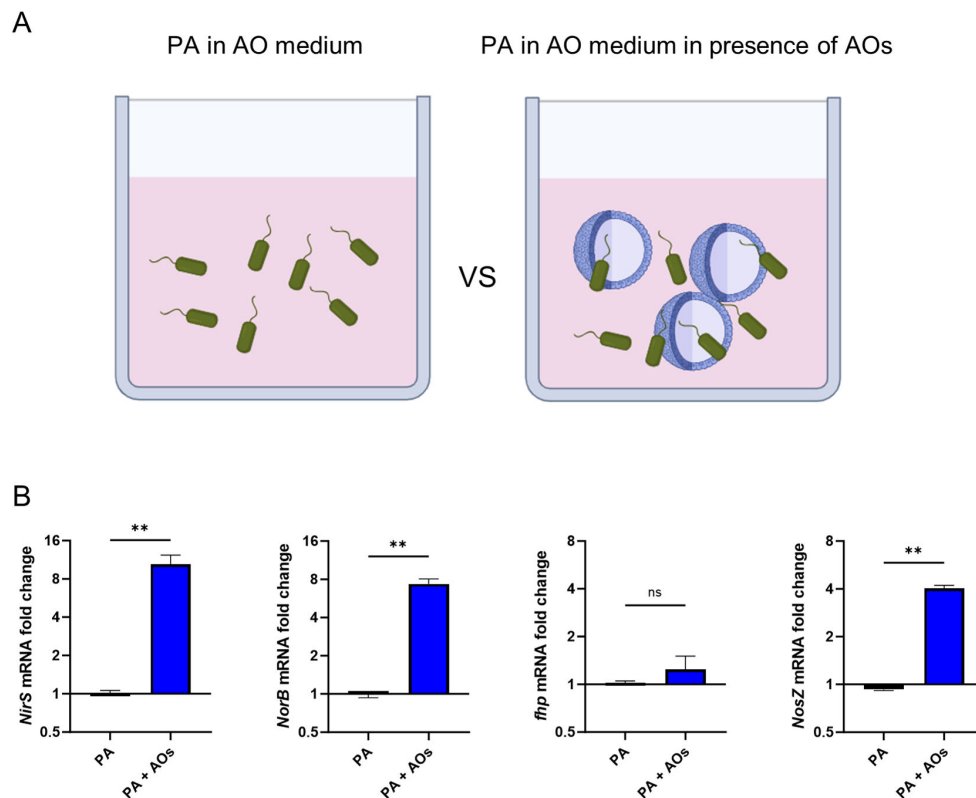 A
PA in AO medium
PA in AO medium in presence of AOs
VS
B
NirS mRNA fold change
16
8
4
2
1
0.5
**
PA
PA + AOs
NorB mRNA fold change
16
8
4
2
1
0.5
**
PA
PA + AOs
fhp mRNA fold change
8
4
2
1
0.5
ns
PA
PA + AOs
NosZ mRNA fold change
8
4
2
1
0.5
**
PA
PA + AOs